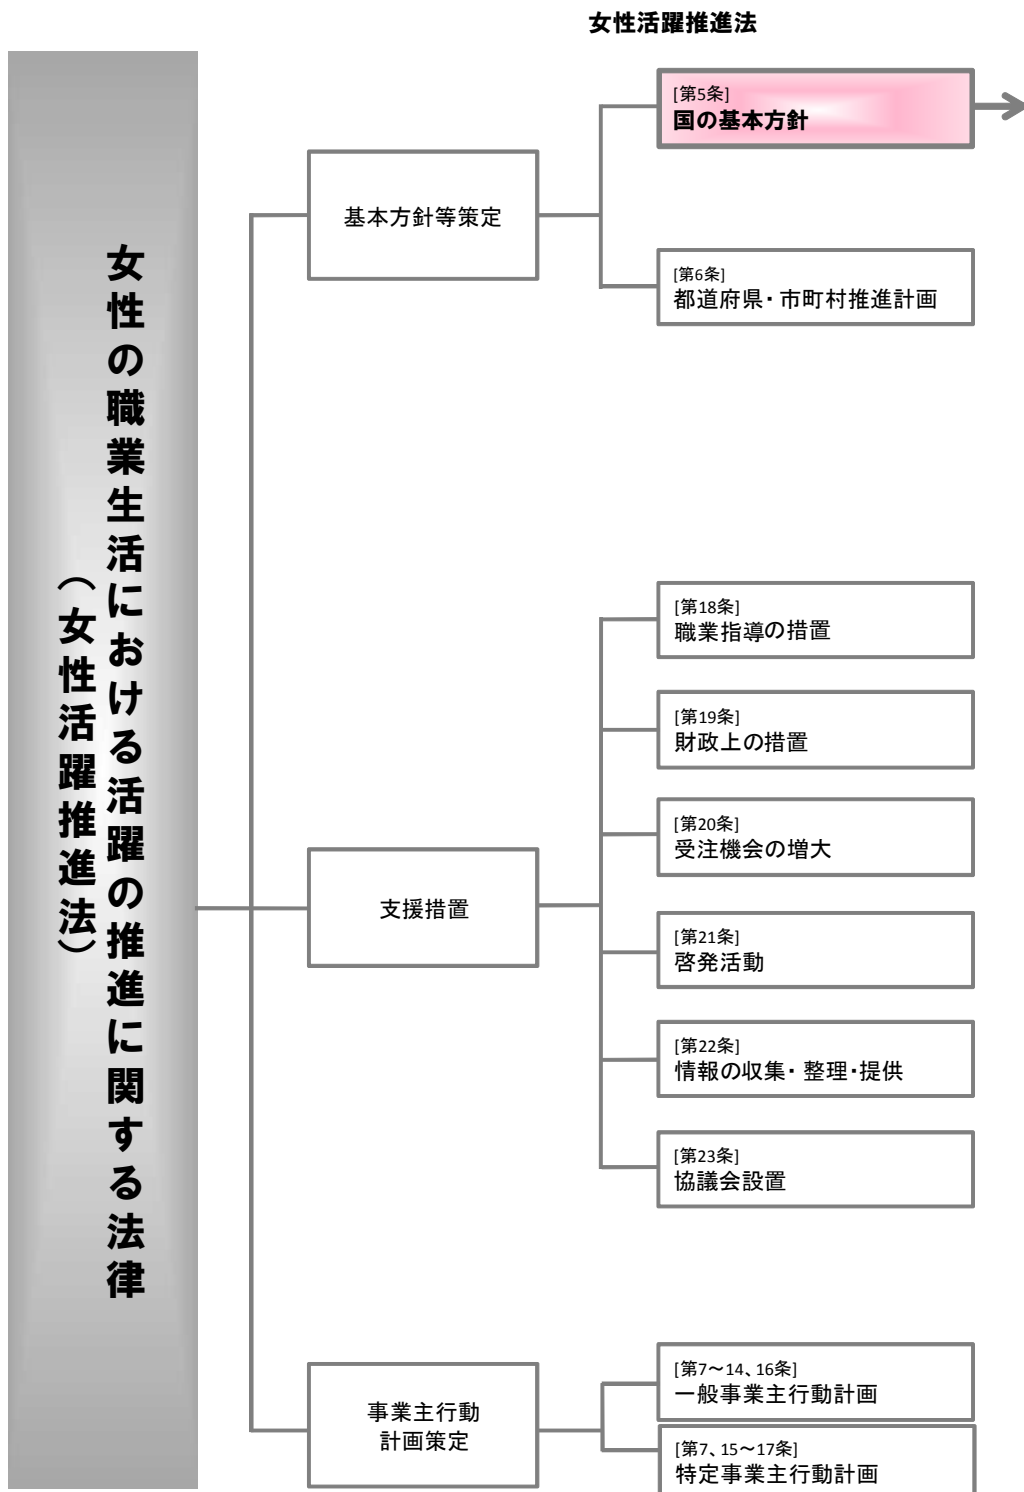 女性活躍推進法
女性の職業生活における活躍の推進に関する法律
（女性活躍推進法）
基本方針等策定
[第5条]
国の基本方針
[第6条]
都道府県・市町村推進計画
支援措置
[第18条]
職業指導の措置
[第19条]
財政上の措置
[第20条]
受注機会の増大
[第21条]
啓発活動
[第22条]
情報の収集・整理・提供
[第23条]
協議会設置
事業主行動
計画策定
[第7～14、16条]
一般事業主行動計画
[第7、15～17条]
特定事業主行動計画